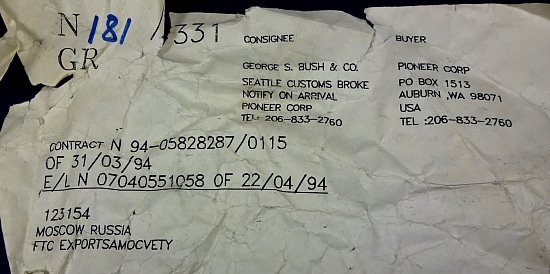 N 181 / 331
GR
CONSIGNEE
GEORGE S. BUSH & CO.
SEATTLE CUSTOMS BROKE
NOTIFY ON ARRIVAL
PIONEER CORP
TEL: 206-833-2760
BUYER
PIONEER CORP
PO BOX 1513
AUBURN ,WA 98071
USA
TEL :206-833-2760
CONTRACT N 94-05828287/0115
OF 31/03/94
E/L N 07040551058 OF 22/04/94
123154
MOSCOW RUSSIA
FTC EXPORTSAMOCVETY